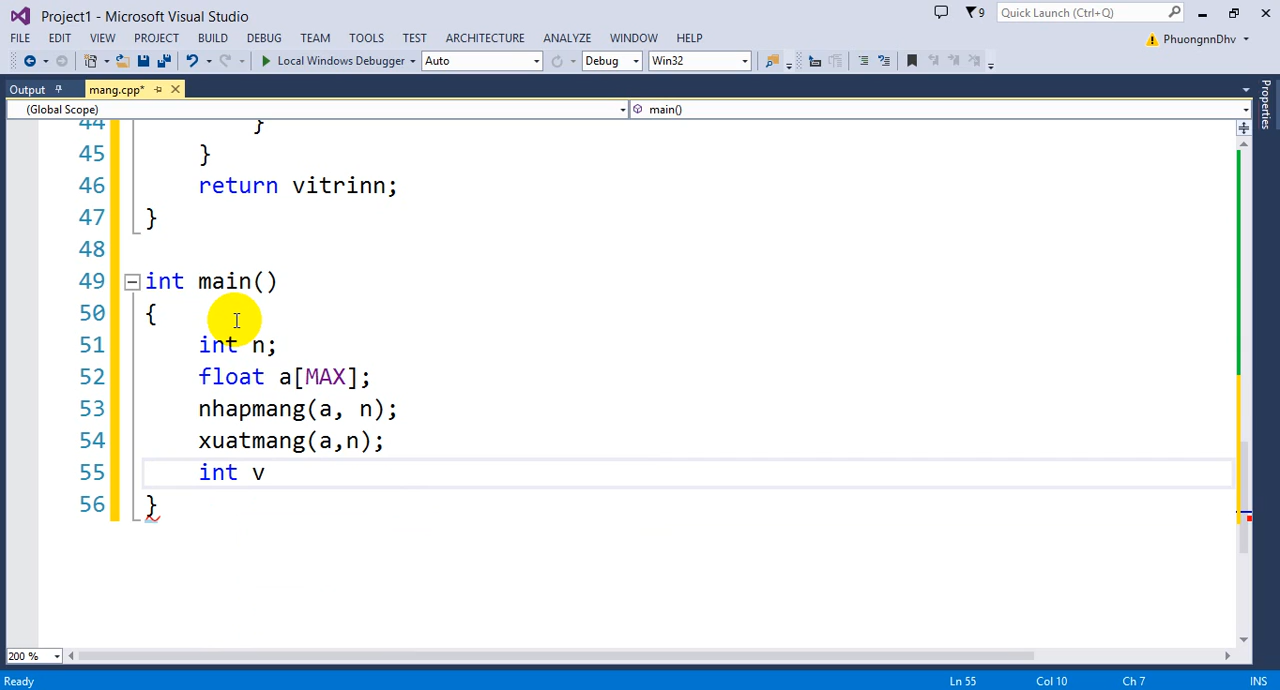 Project1 - Microsoft Visual Studio
9
Quick Launch (Ctrl+Q)
FILE EDIT VIEW PROJECT BUILD DEBUG TEAM TOOLS TEST ARCHITECTURE ANALYZE WINDOW HELP
PhuongnnDhv
Local Windows Debugger Auto Debug Win32
Output mang.cpp*
(Global Scope) main()
Properties
44 }
45 }
46 return vitrinn;
47 }
48
49 int main()
50 {
51 int n;
52 float a[MAX];
53 nhapmang(a, n);
54 xuatmang(a,n);
55 int v
56 }
200 %
Ready Ln 55 Col 10 Ch 7 INS